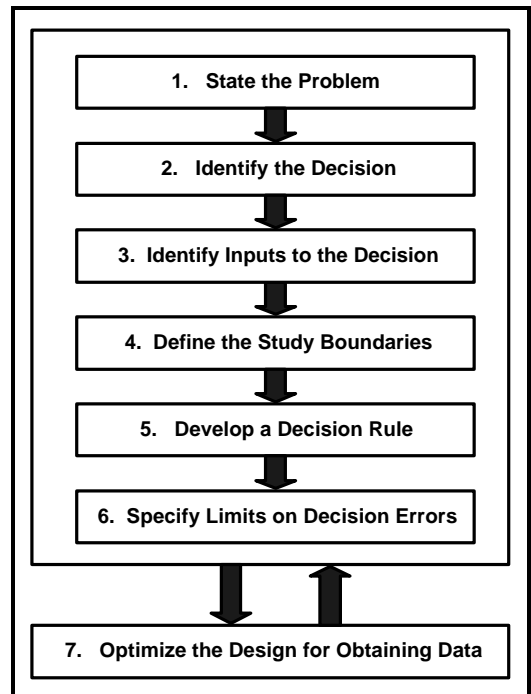 1. State the Problem
2. Identify the Decision
3. Identify Inputs to the Decision
4. Define the Study Boundaries
5. Develop a Decision Rule
6. Specify Limits on Decision Errors
7. Optimize the Design for Obtaining Data